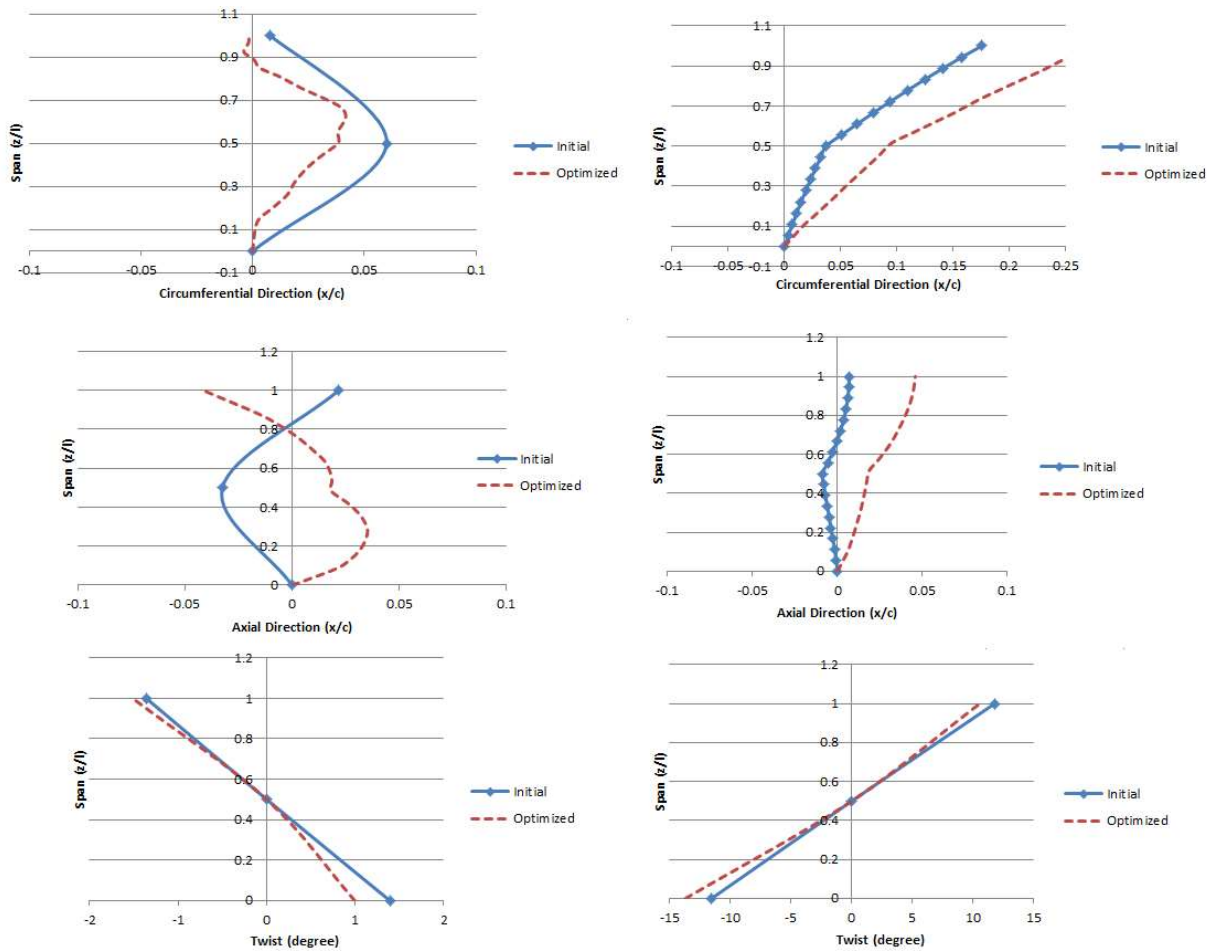 1.1
0.9
0.7
0.5
0.3
0.1
-0.1
-0.1 -0.05 0 0.05 0.1
Span (z/l)
Circumferential Direction (x/c)
Initial
Optimized
1.1
0.9
0.7
0.5
0.3
0.1
-0.1
-0.1 -0.05 0 0.05 0.1 0.15 0.2 0.25
Span (z/l)
Circumferential Direction (x/c)
Initial
Optimized
1.2
1
0.8
0.6
0.4
0.2
0
-0.1 -0.05 0 0.05 0.1
Span (z/l)
Axial Direction (x/c)
Initial
Optimized
1.2
1
0.8
0.6
0.4
0.2
0
-0.1 -0.05 0 0.05 0.1
Span (z/l)
Axial Direction (x/c)
Initial
Optimized
1.2
1
0.8
0.6
0.4
0.2
0
-2 -1 0 1 2
Span (z/l)
Twist (degree)
Initial
Optimized
1.2
1
0.8
0.6
0.4
0.2
0
-15 -10 -5 0 5 10 15
Span (z/l)
Twist (degree)
Initial
Optimized